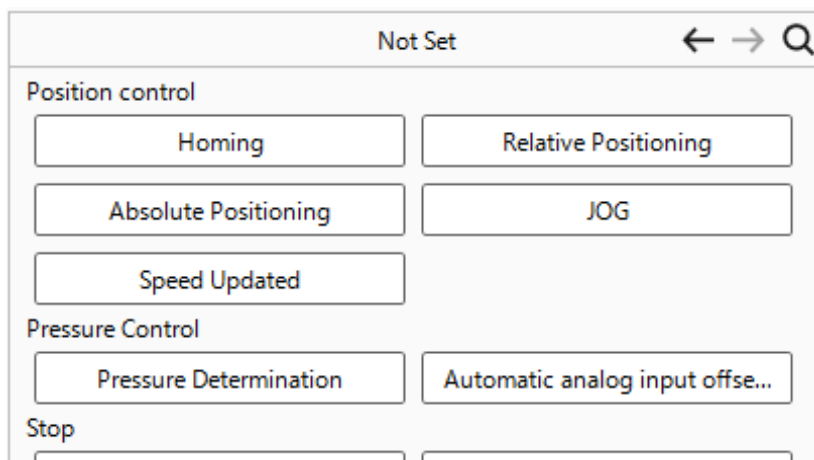 Not Set
Position control
Homing
Relative Positioning
Absolute Positioning
JOG
Speed Updated
Pressure Control
Pressure Determination
Automatic analog input offse...
Stop